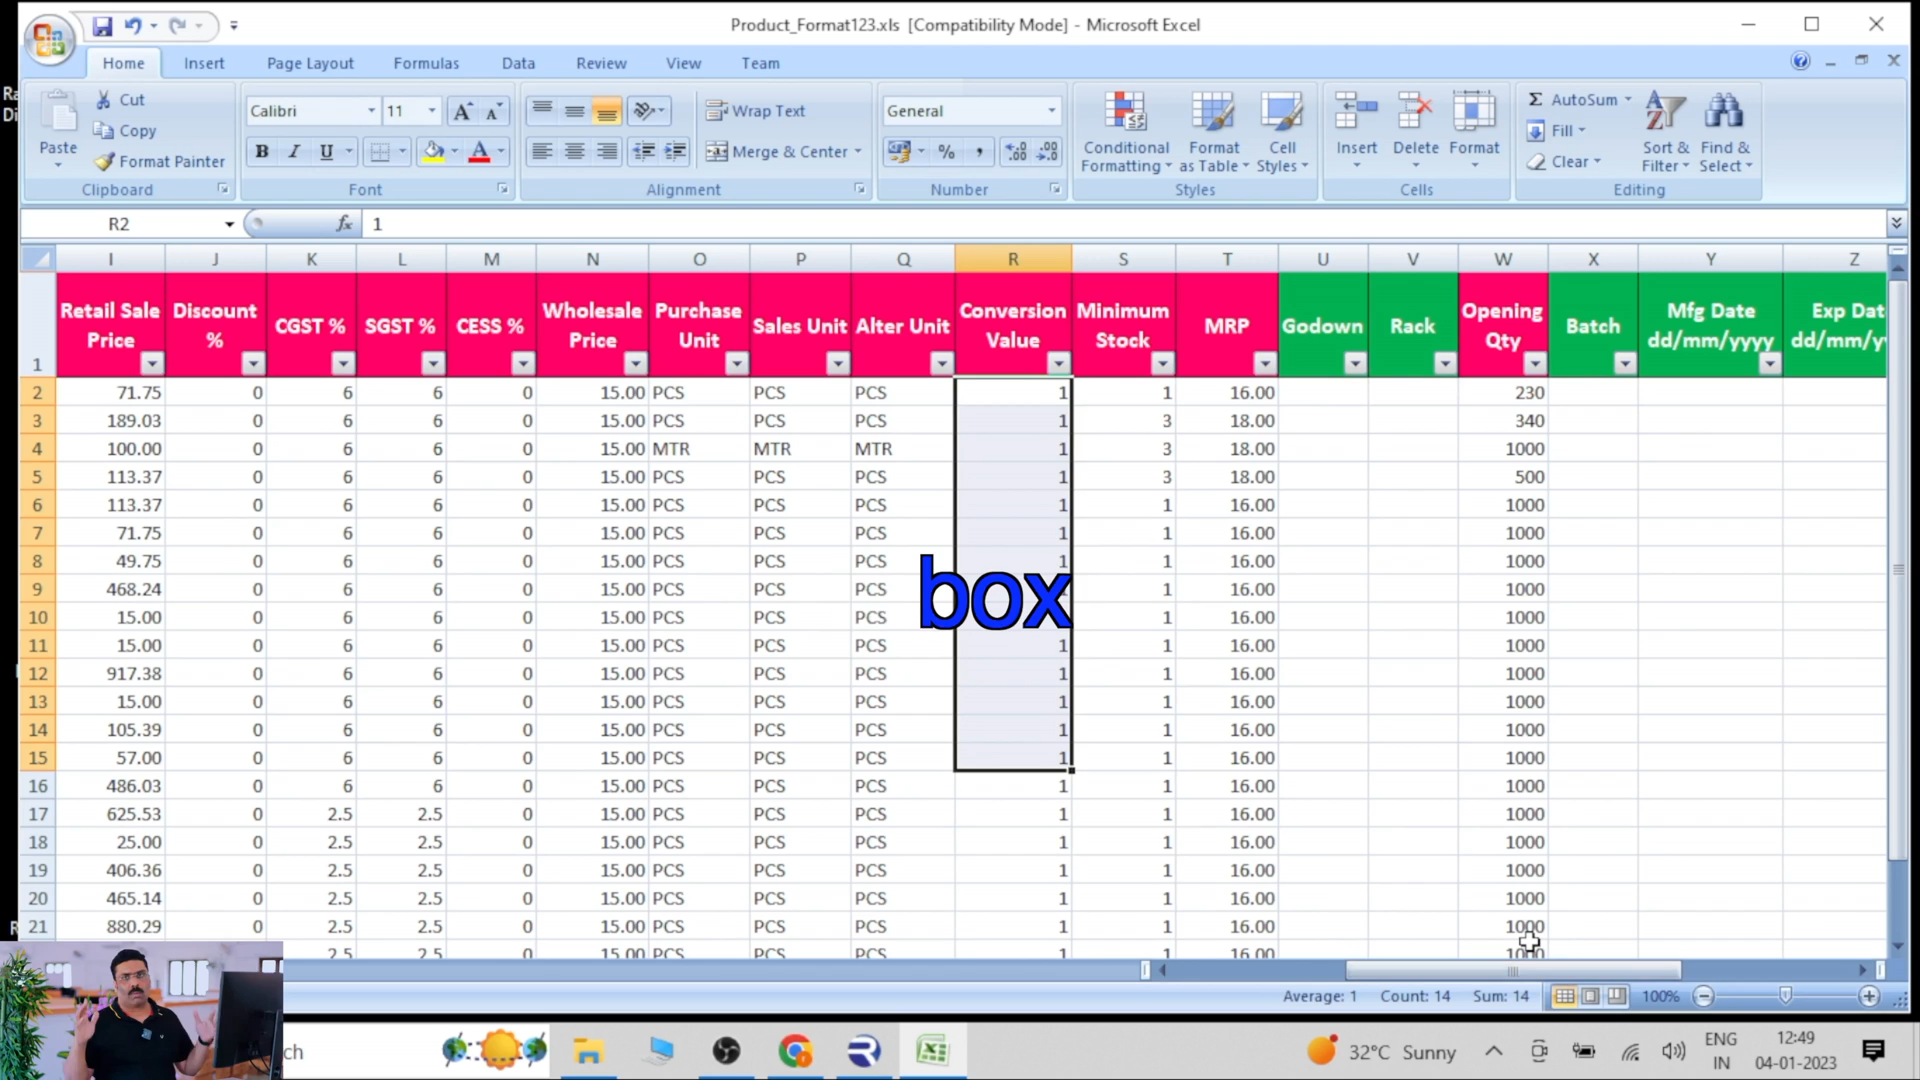 Product_Format123.xls [Compatibility Mode] - Microsoft Excel
Home Insert Page Layout Formulas Data Review View Team
Ra
Di
Paste
Cut
Copy
Format Painter
Clipboard
Calibri 11
B I U
Font
Wrap Text
Merge & Center
Alignment
General
%
Number
Conditional Formatting
Format as Table
Cell Styles
Styles
Insert Delete Format
Cells
AutoSum
Fill
Clear
Sort & Filter
Find & Select
Editing
R2 fx 1
I J K L M N O P Q R S T U V W X Y Z
1 Retail Sale Price Discount % CGST % SGST % CESS % Wholesale Price Purchase Unit Sales Unit Alter Unit Conversion Value Minimum Stock MRP Godown Rack Opening Qty Batch Mfg Date dd/mm/yyyy Exp Dat dd/mm/y
2 71.75 0 6 6 0 15.00 PCS PCS PCS 1 1 16.00 230
3 189.03 0 6 6 0 15.00 PCS PCS PCS 1 3 18.00 340
4 100.00 0 6 6 0 15.00 MTR MTR MTR 1 3 18.00 1000
5 113.37 0 6 6 0 15.00 PCS PCS PCS 1 3 18.00 500
6 113.37 0 6 6 0 15.00 PCS PCS PCS 1 1 16.00 1000
7 71.75 0 6 6 0 15.00 PCS PCS PCS 1 1 16.00 1000
8 49.75 0 6 6 0 15.00 PCS PCS PCS 1 1 16.00 1000
9 468.24 0 6 6 0 15.00 PCS PCS PCS 1 16.00 1000
box
10 15.00 0 6 6 0 15.00 PCS PCS PCS 1 16.00 1000
11 15.00 0 6 6 0 15.00 PCS PCS PCS 1 1 16.00 1000
12 917.38 0 6 6 0 15.00 PCS PCS PCS 1 1 16.00 1000
13 15.00 0 6 6 0 15.00 PCS PCS PCS 1 1 16.00 1000
14 105.39 0 6 6 0 15.00 PCS PCS PCS 1 1 16.00 1000
15 57.00 0 6 6 0 15.00 PCS PCS PCS 1 1 16.00 1000
16 486.03 0 6 6 0 15.00 PCS PCS PCS 1 1 16.00 1000
17 625.53 0 2.5 2.5 0 15.00 PCS PCS PCS 1 1 16.00 1000
18 25.00 0 2.5 2.5 0 15.00 PCS PCS PCS 1 1 16.00 1000
19 406.36 0 2.5 2.5 0 15.00 PCS PCS PCS 1 1 16.00 1000
20 465.14 0 2.5 2.5 0 15.00 PCS PCS PCS 1 1 16.00 1000
21 880.29 0 2.5 2.5 0 15.00 PCS PCS PCS 1 1 16.00 1000
2.5 2.5 0 15.00 PCS PCS PCS 1 1 16.00
Average: 1 Count: 14 Sum: 14 100%
ch 32°C Sunny ENG IN 12:49 04-01-2023